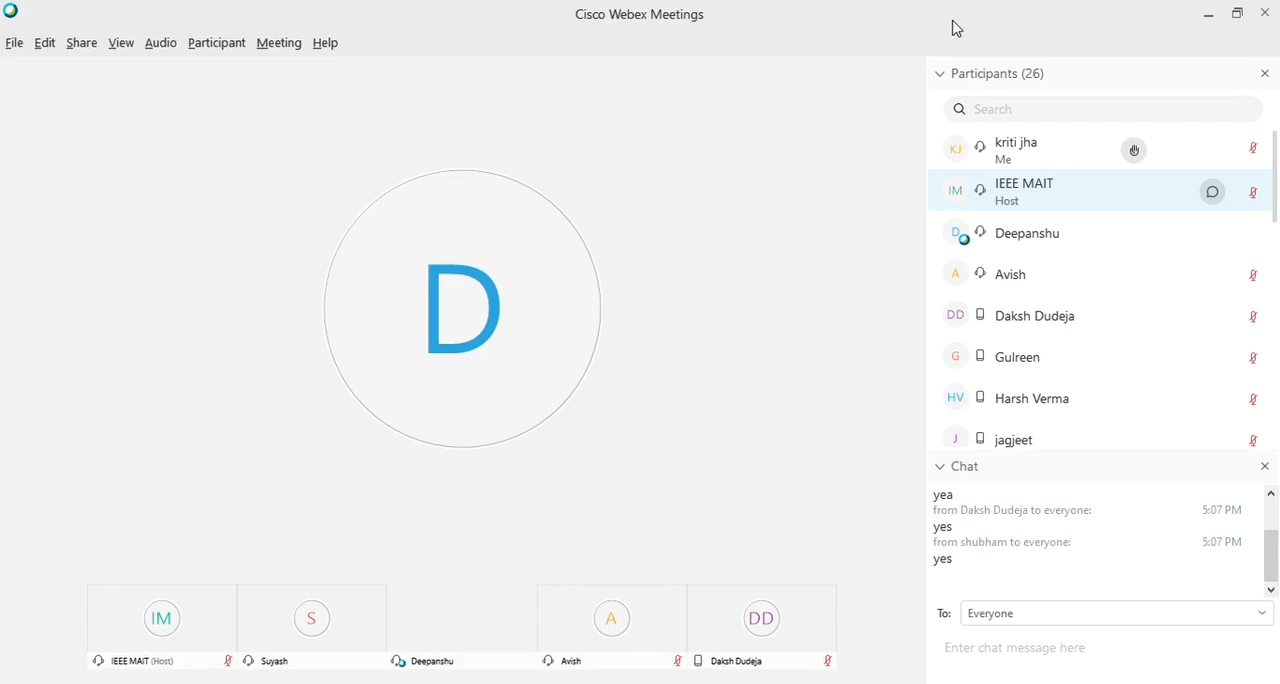 Cisco Webex Meetings
File Edit Share View Audio Participant Meeting Help
Participants (26)
Search
KJ kriti jha
Me
IM IEEE MAIT
Host
D Deepanshu
A Avish
DD Daksh Dudeja
G Gulreen
HV Harsh Verma
J jagjeet
D
Chat
yea
from Daksh Dudeja to everyone: 5:07 PM
yes
from shubham to everyone: 5:07 PM
yes
To: Everyone
Enter chat message here
IM S A DD
IEEE MAIT (Host) Suyash Deepanshu Avish Daksh Dudeja